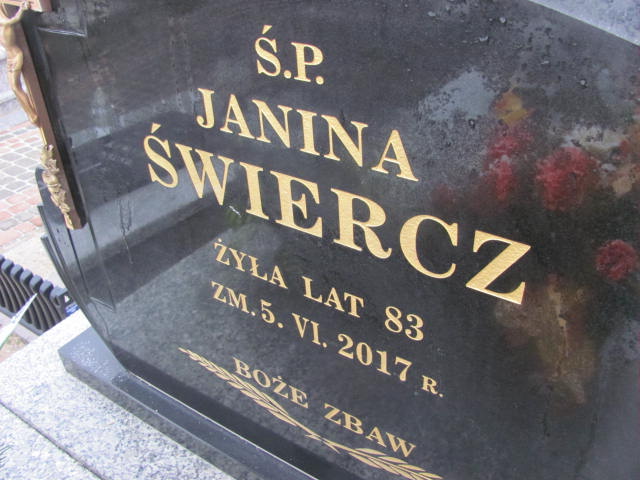 Ś.P.
JANINA
ŚWIERCZ
ŻYŁA LAT 83
ZM. 5. VI. 2017 R.
BOŻE ZBAW